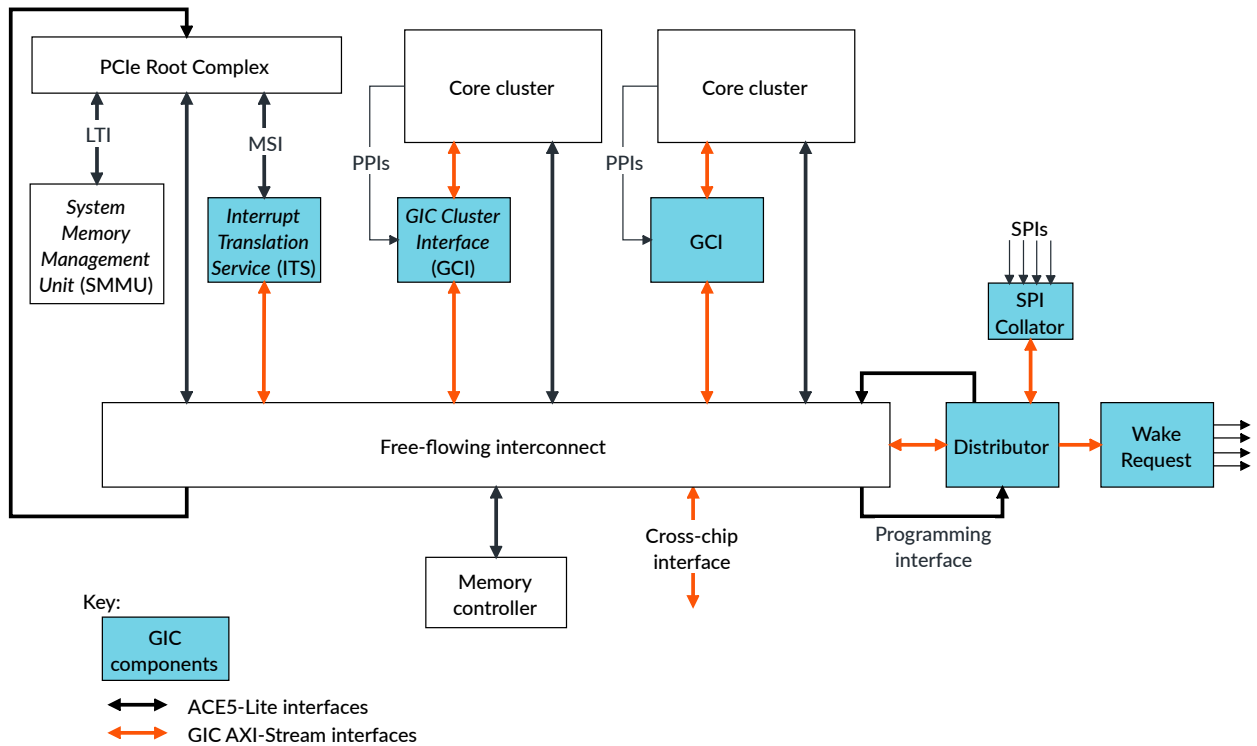 PCIe Root Complex
Core cluster
Core cluster
LTI
MSI
PPIs
PPIs
System
Memory
Management
Unit (SMMU)
Interrupt
Translation
Service (ITS)
GIC Cluster
Interface
(GCI)
GCI
SPIs
SPI
Collator
Free-flowing interconnect
Distributor
Wake
Request
Cross-chip
interface
Programming
interface
Memory
controller
Key:
GIC
components
ACE5-Lite interfaces
GIC AXI-Stream interfaces